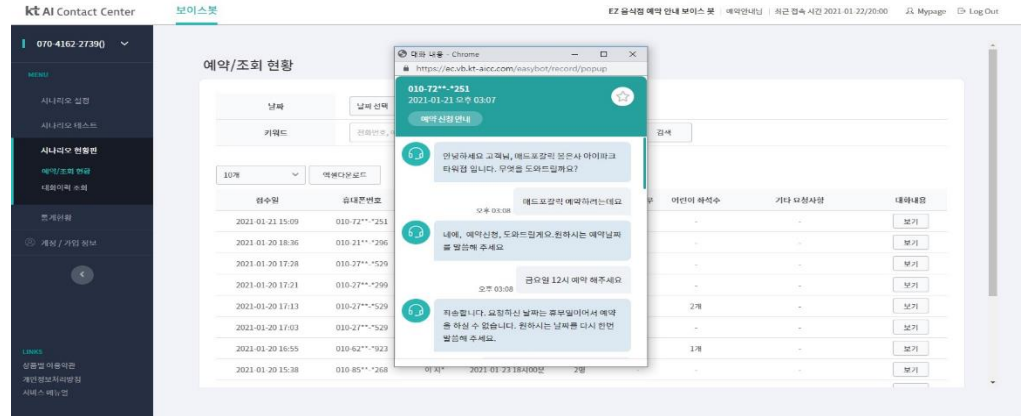 kt AI Contact Center
보이스봇
EZ 음식점 예약 안내 보이스 봇 예약안내님 최근 접속 시간 2021-01-22/20:00 Mypage Log Out
070-4162-2739()
MENU
시나리오 설정
시나리오 테스트
시나리오 현황판
예약/조회 현황
대화이력 조회
통계현황
계정 / 가입 정보
LINKS
상품별 이용약관
개인정보처리방침
서비스 매뉴얼
예약/조회 현황
날짜 날짜 선택
키워드 전화번호, 검색
10개 엑셀다운로드
접수일 휴대폰번호 어린이 좌석수 기타 요청사항 대화내용
2021-01-21 15:09 010-72**-*251 - - 보기
2021-01-20 18:36 010-21**-*296 - - 보기
2021-01-20 17:28 010-27**-*529 - - 보기
2021-01-20 17:21 010-27**-*299 - - 보기
2021-01-20 17:13 010-27**-*529 2개 - 보기
2021-01-20 17:03 010-27**-*529 - - 보기
2021-01-20 16:55 010-62**-*923 1개 - 보기
2021-01-20 15:38 010-85**-*268 이 지* 2021-01-23 18시00분 2명 - - - 보기
대화 내용 - Chrome
https://ec.vb.kt-aicc.com/easybot/record/popup
010-72**-*251
2021-01-21 오후 03:07
예약 신청 안내
안녕하세요 고객님, 매드포갈릭 봉은사 아이파크
타워점 입니다. 무엇을 도와드릴까요?
매드포갈릭 예약하려는데요
오후 03:08
네에, 예약신청, 도와드릴게요.원하시는 예약날짜
를 말씀해 주세요
금요일 12시 예약 해주세요
오후 03:08
죄송합니다. 요청하신 날짜는 휴무일이어서 예약
을 하실 수 없습니다. 원하시는 날짜를 다시 한번
말씀해 주세요.